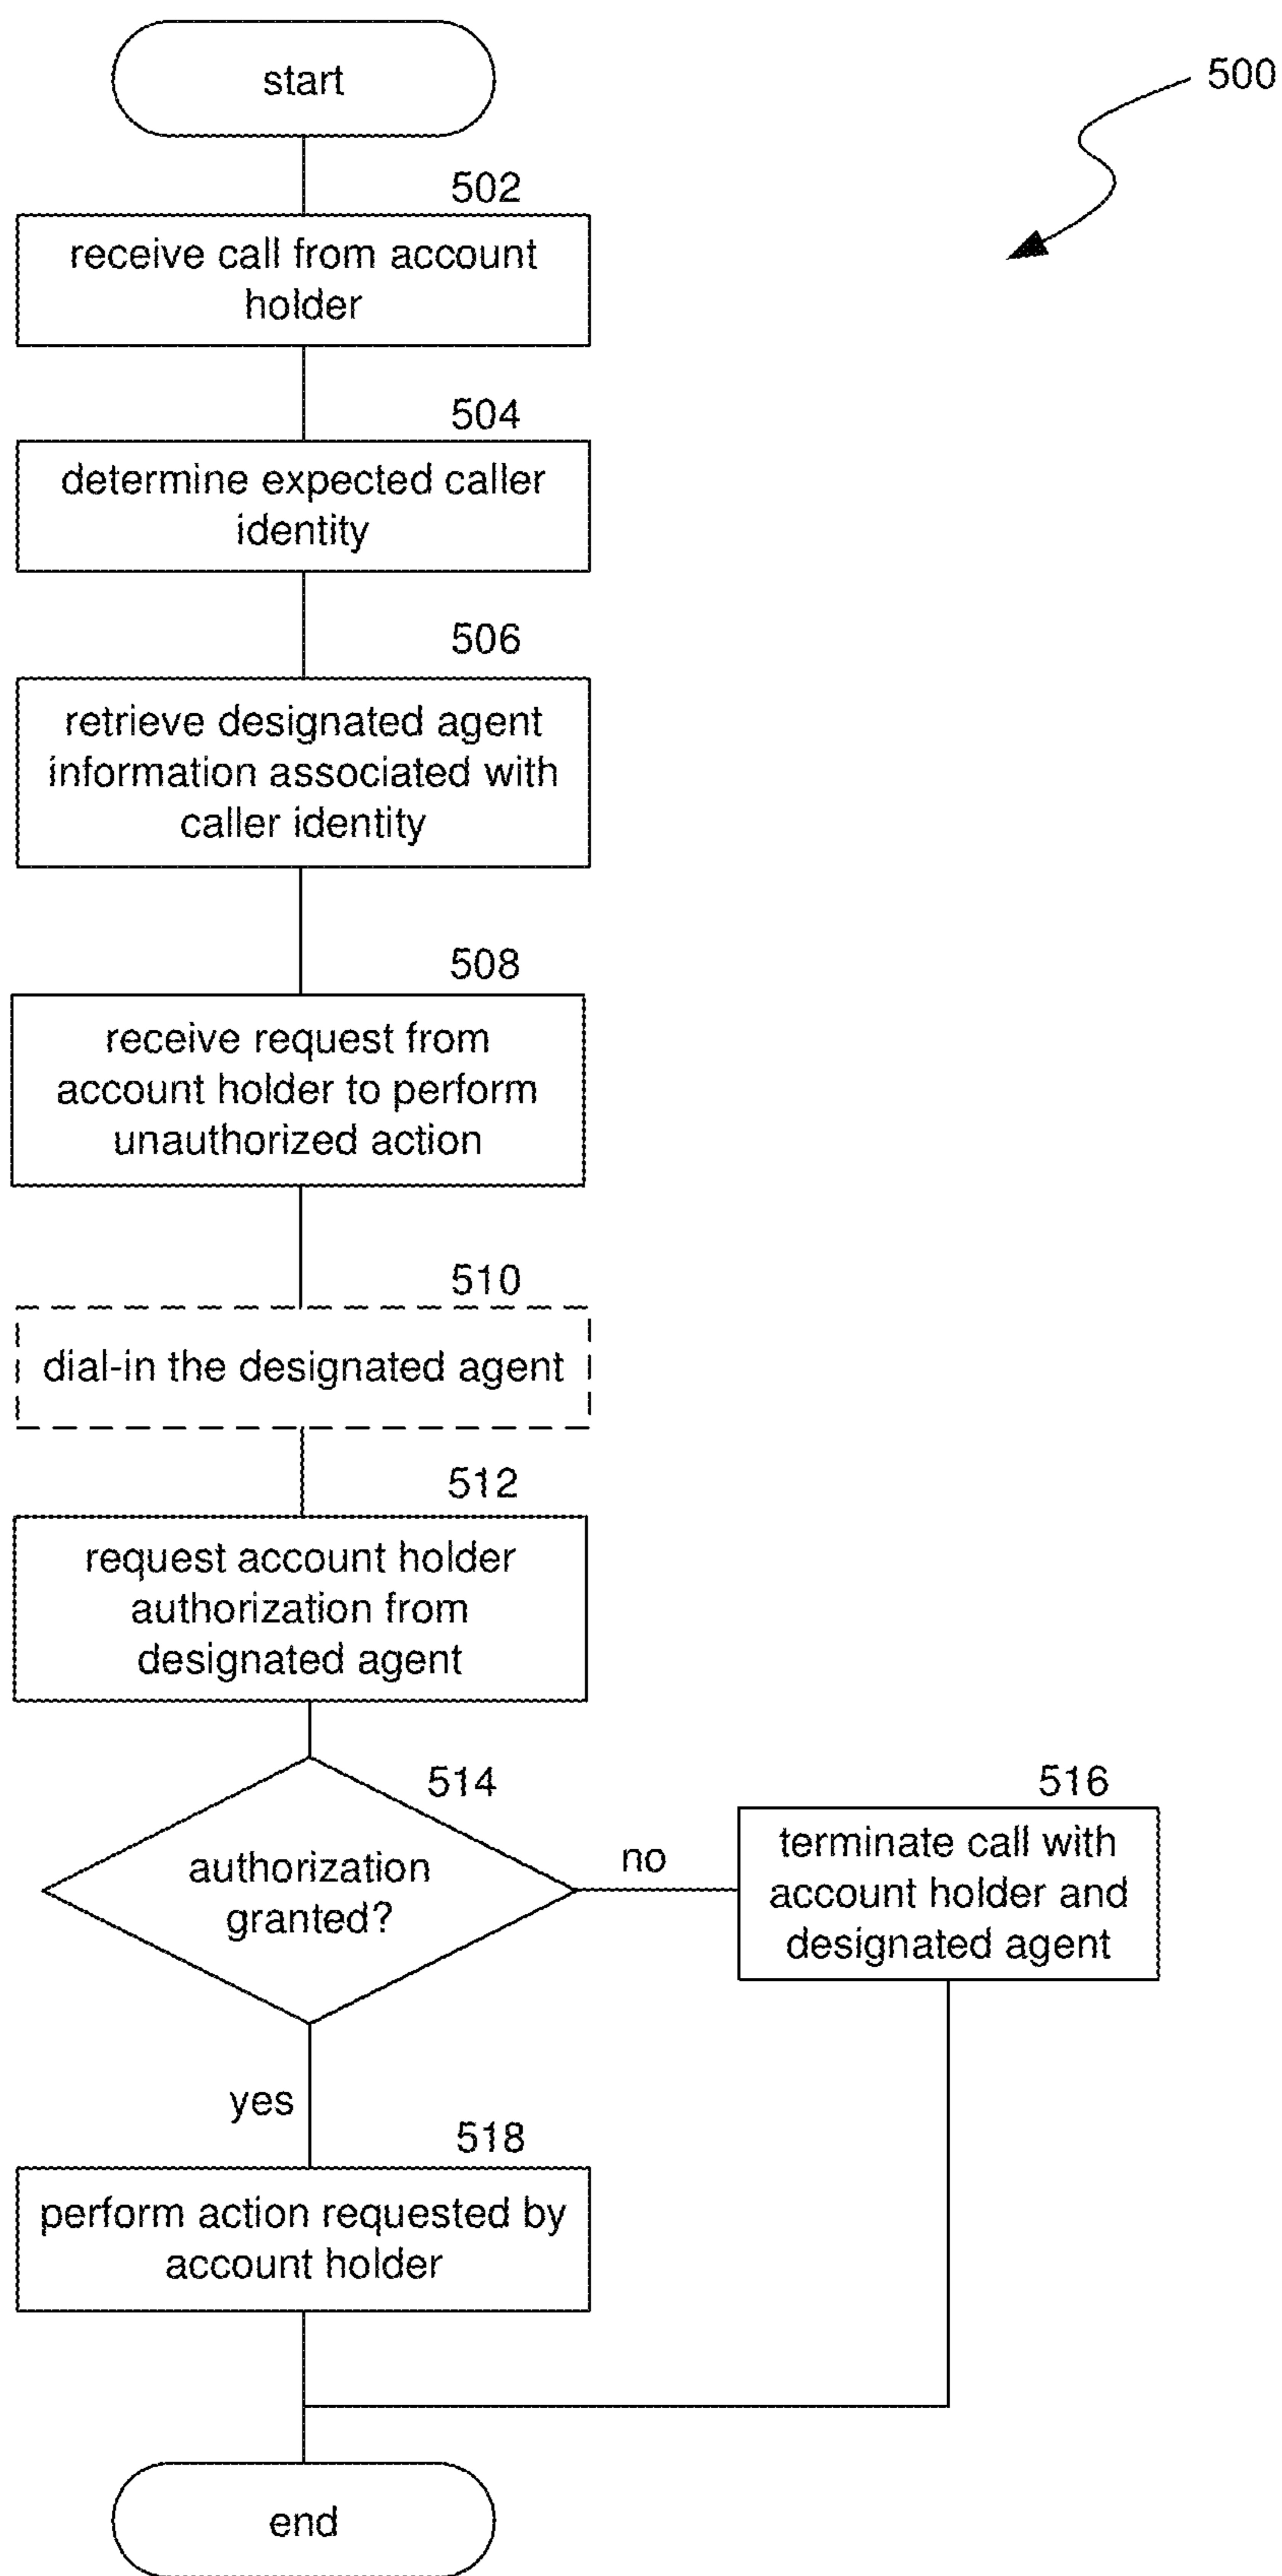 start
500
502
receive call from account
holder
504
determine expected caller
identity
506
retrieve designated agent
information associated with
caller identity
508
receive request from
account holder to perform
unauthorized action
510
dial-in the designated agent
512
request account holder
authorization from
designated agent
514
authorization
granted?
no
516
terminate call with
account holder and
designated agent
yes
518
perform action requested by
account holder
end